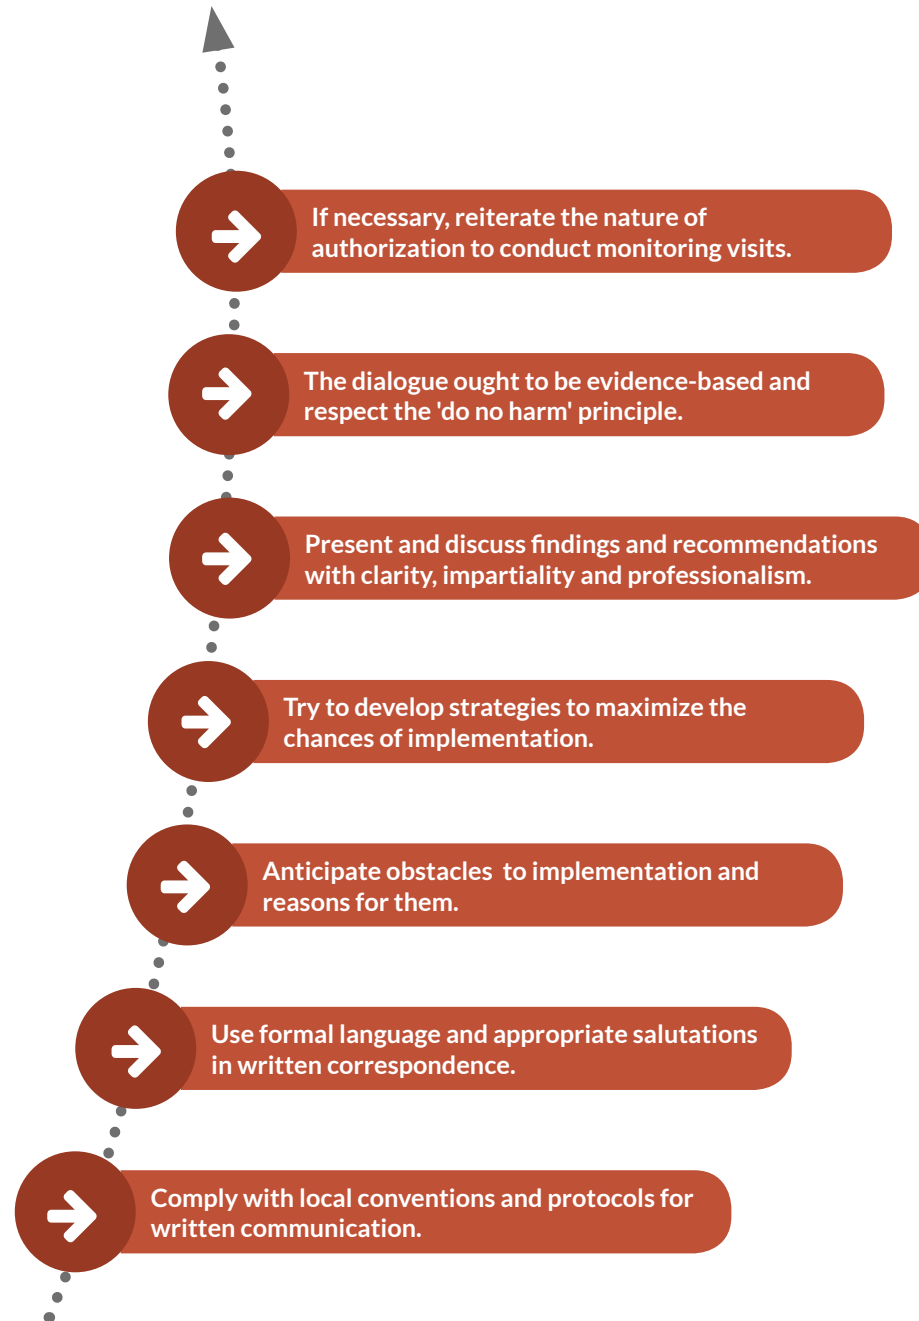 If necessary, reiterate the nature of
authorization to conduct monitoring visits.
The dialogue ought to be evidence-based and
respect the 'do no harm' principle.
Present and discuss findings and recommendations
with clarity, impartiality and professionalism.
Try to develop strategies to maximize the
chances of implementation.
Anticipate obstacles  to implementation and
reasons for them.
Use formal language and appropriate salutations
in written correspondence.
Comply with local conventions and protocols for
written communication.